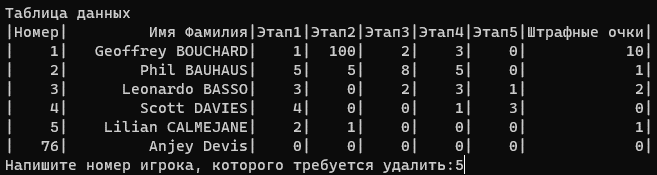 Таблица данных
|Номер|          Имя Фамилия|Этап1|Этап2|Этап3|Этап4|Этап5|Штрафные очки|
|    1|    Geoffrey BOUCHARD|    1|  100|    2|    3|    0|           10|
|    2|         Phil BAUHAUS|    5|    5|    8|    5|    0|            1|
|    3|       Leonardo BASSO|    3|    0|    2|    3|    1|            2|
|    4|         Scott DAVIES|    4|    0|    0|    1|    3|            0|
|    5|     Lilian CALMEJANE|    2|    1|    0|    0|    0|            1|
|   76|          Anjey Devis|    0|    0|    0|    0|    0|            0|
Напишите номер игрока, которого требуется удалить:5